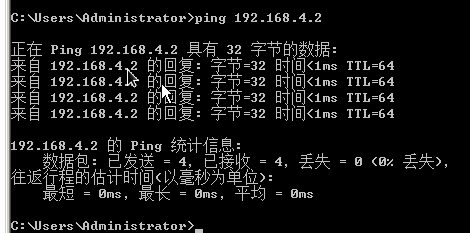 C:\Users\Administrator>ping 192.168.4.2
正在 Ping 192.168.4.2 具有 32 字节的数据:
来自 192.168.4.2 的回复: 字节=32 时间<1ms TTL=64
来自 192.168.4.2 的回复: 字节=32 时间<1ms TTL=64
来自 192.168.4.2 的回复: 字节=32 时间<1ms TTL=64
来自 192.168.4.2 的回复: 字节=32 时间<1ms TTL=64
192.168.4.2 的 Ping 统计信息:
数据包: 已发送 = 4, 已接收 = 4, 丢失 = 0 (0% 丢失),
往返行程的估计时间(以毫秒为单位):
最短 = 0ms, 最长 = 0ms, 平均 = 0ms
C:\Users\Administrator>